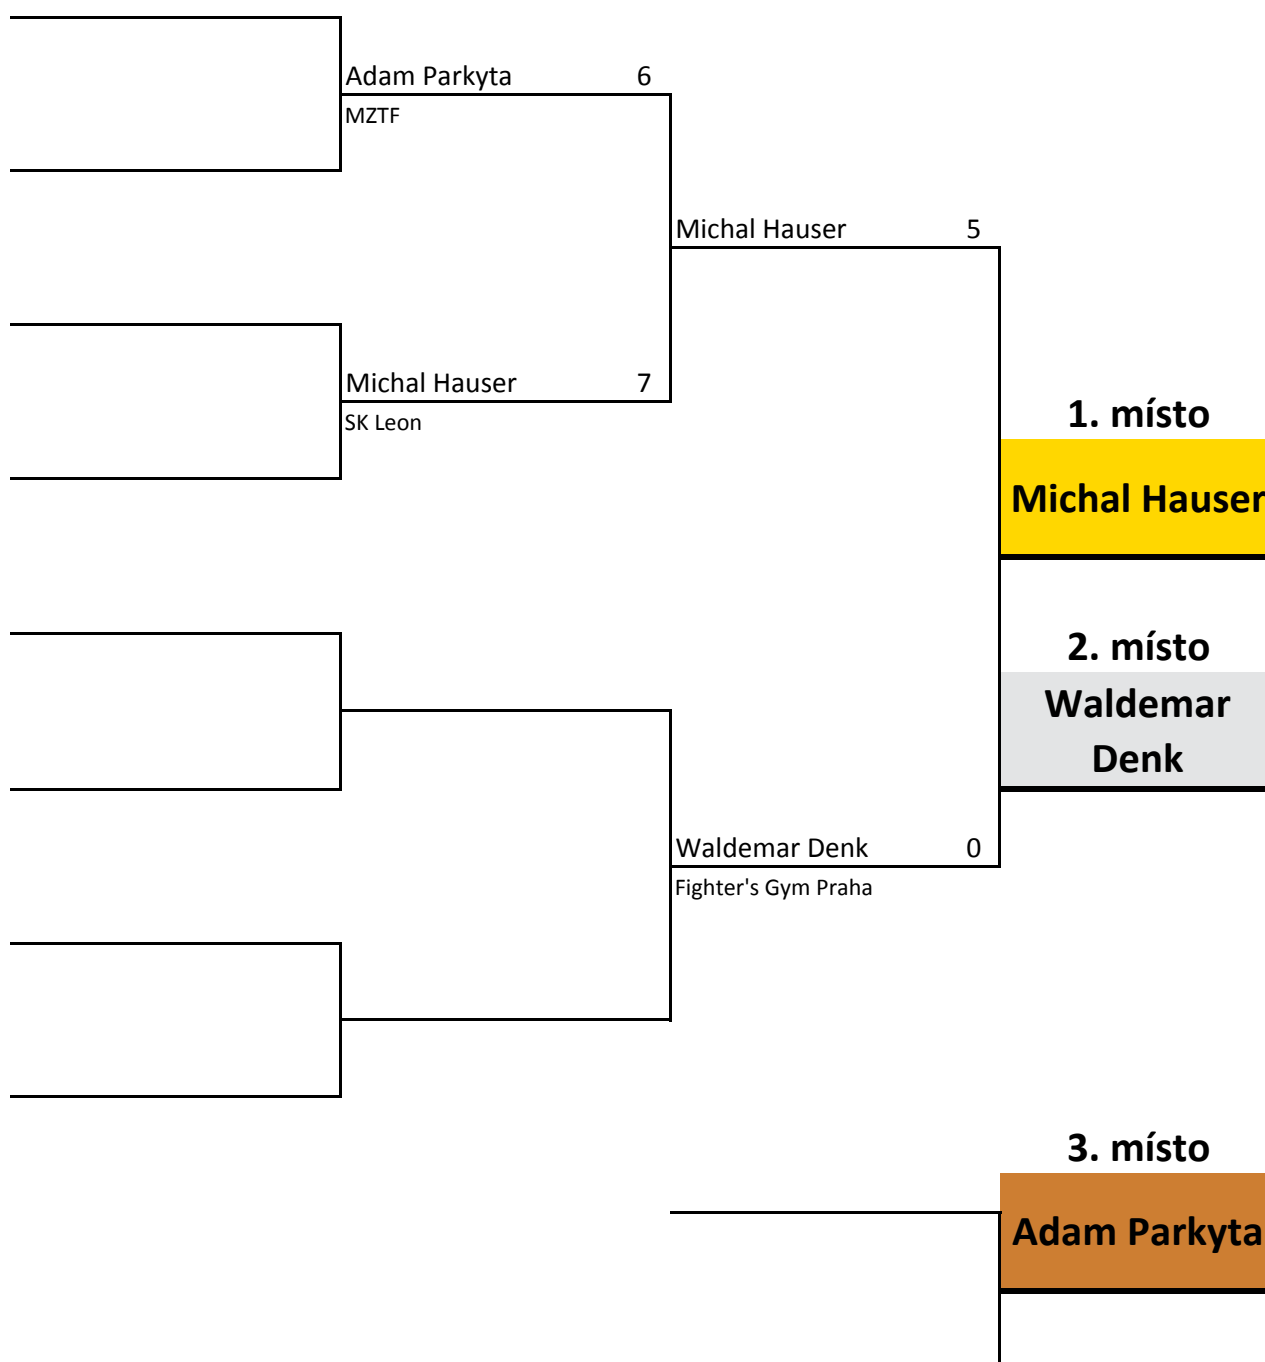 Adam Parkyta 6
MZTF
Michal Hauser 5
Michal Hauser 7
SK Leon
1. místo
Michal Hauser
2. místo
Waldemar
Denk
Waldemar Denk 0
Fighter's Gym Praha
3. místo
Adam Parkyta